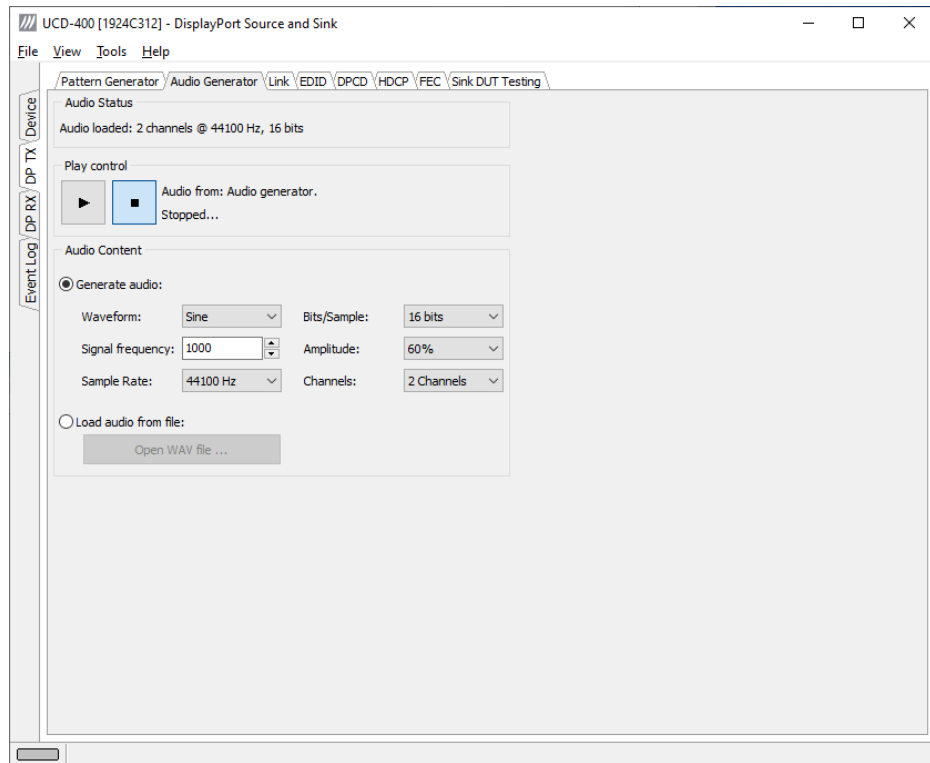 UCD-400 [1924C312] - DisplayPort Source and Sink
File View Tools Help
Pattern Generator Audio Generator Link EDID DPCD HDCP FEC Sink DUT Testing
Device
DP TX
DP RX
Event Log
Audio Status
Audio loaded: 2 channels @ 44100 Hz, 16 bits
Play control
Audio from: Audio generator.
Stopped...
Audio Content
Generate audio:
Waveform: Sine Bits/Sample: 16 bits
Signal frequency: 1000 Amplitude: 60%
Sample Rate: 44100 Hz Channels: 2 Channels
Load audio from file:
Open WAV file ...